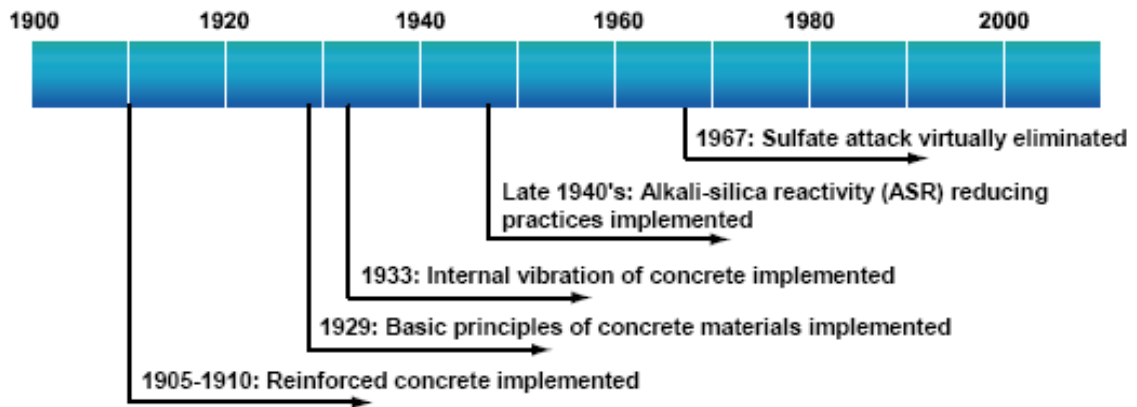 1900 1920 1940 1960 1980 2000
1967: Sulfate attack virtually eliminated
Late 1940's: Alkali-silica reactivity (ASR) reducing
practices implemented
1933: Internal vibration of concrete implemented
1929: Basic principles of concrete materials implemented
1905-1910: Reinforced concrete implemented